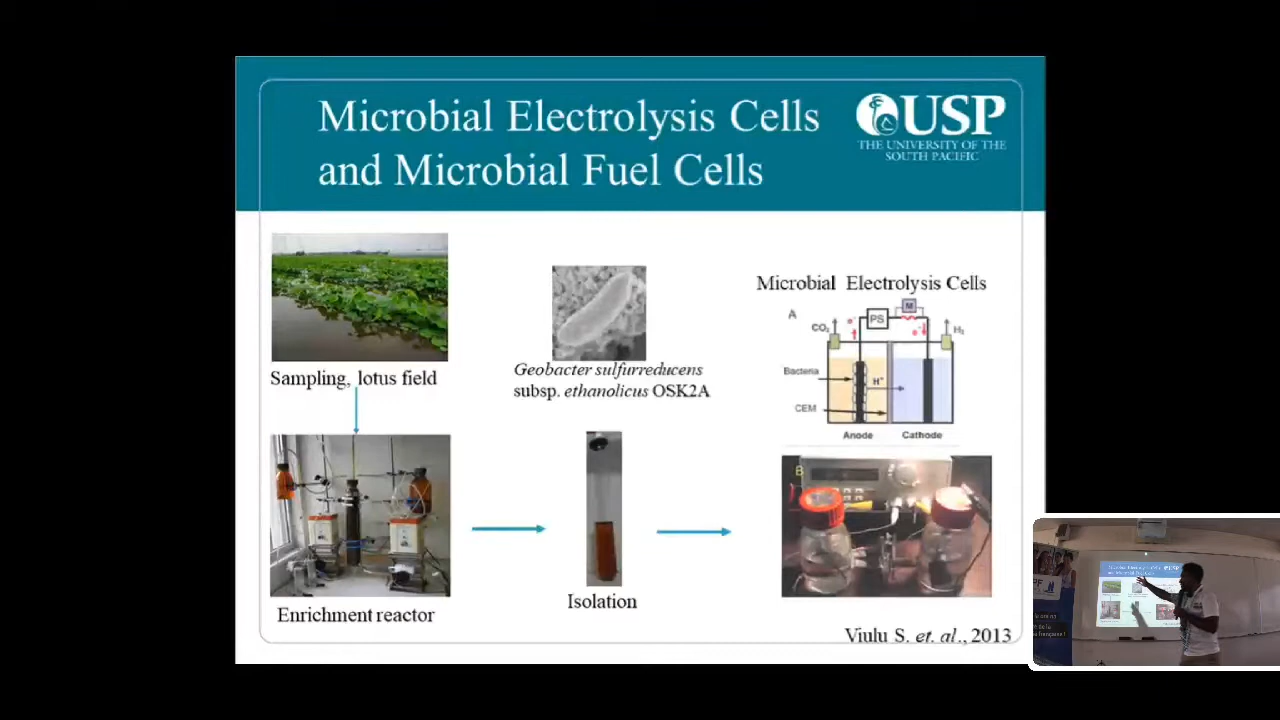 Microbial Electrolysis Cells
and Microbial Fuel Cells
USP
THE UNIVERSITY OF THE
SOUTH PACIFIC
Sampling, lotus field
Geobacter sulfurreducens
subsp. ethanolicus OSK2A
Microbial Electrolysis Cells
A
M
PS
CO₂
e⁻
e⁻
H₂
Bacteria
H⁺
CEM
Anode
Cathode
Enrichment reactor
Isolation
B
Viulu S. et. al., 2013